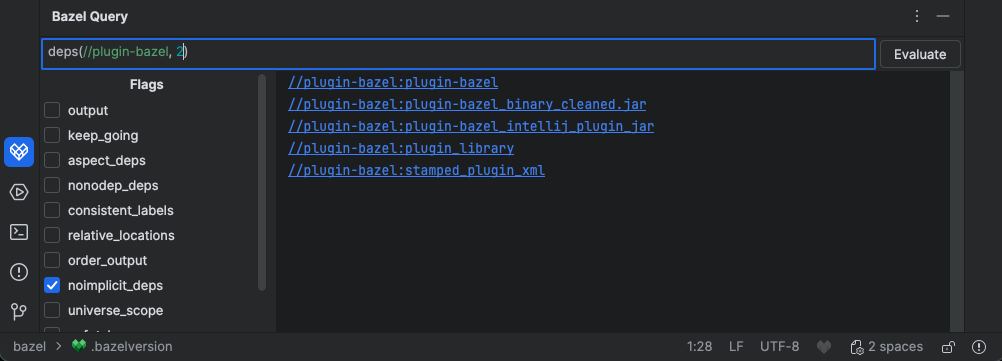 Bazel Query
deps(//plugin-bazel, 2)
Evaluate
Flags
output
keep_going
aspect_deps
nonodep_deps
consistent_labels
relative_locations
order_output
noimplicit_deps
universe_scope
//plugin-bazel:plugin-bazel
//plugin-bazel:plugin-bazel_binary_cleaned.jar
//plugin-bazel:plugin-bazel_intellij_plugin_jar
//plugin-bazel:plugin_library
//plugin-bazel:stamped_plugin_xml
bazel > .bazelversion
1:28 LF UTF-8 2 spaces